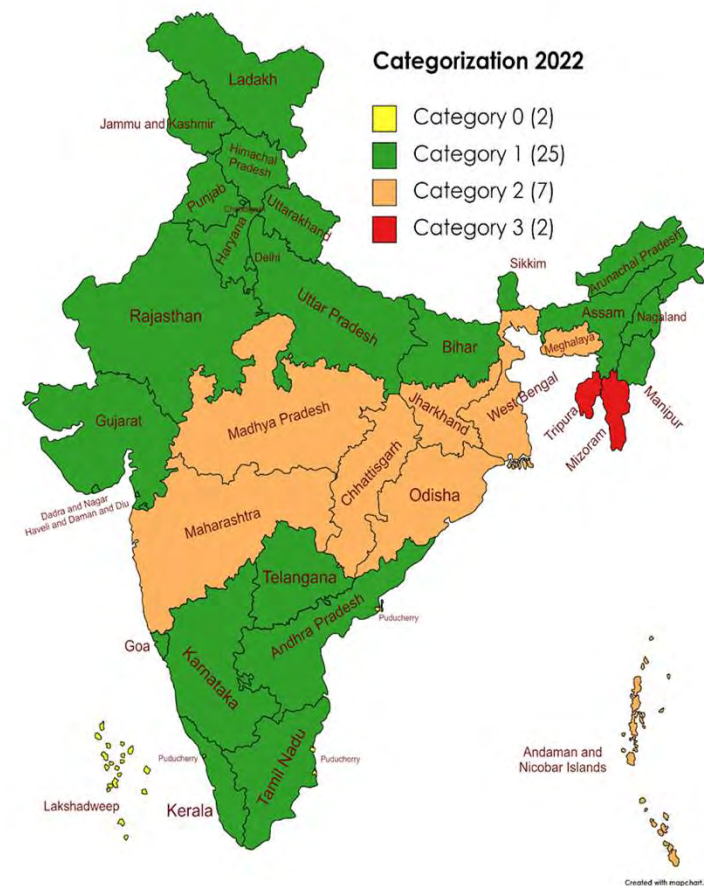 Categorization 2022
Category 0 (2)
Category 1 (25)
Category 2 (7)
Category 3 (2)
Ladakh
Jammu and Kashmir
Himachal
Pradesh
Punjab
Chandigarh
Uttarakhand
Haryana
Delhi
Sikkim
Arunachal Pradesh
Rajasthan
Uttar Pradesh
Bihar
Assam
Nagaland
Meghalaya
Manipur
Tripura
Mizoram
Gujarat
Madhya Pradesh
Jharkhand
West Bengal
Chhattisgarh
Odisha
Dadra and Nagar
Haveli and Daman and Diu
Maharashtra
Telangana
Andhra Pradesh
Puducherry
Goa
Karnataka
Puducherry
Puducherry
Tamil Nadu
Lakshadweep
Kerala
Andaman and
Nicobar Islands
Created with mapchart.